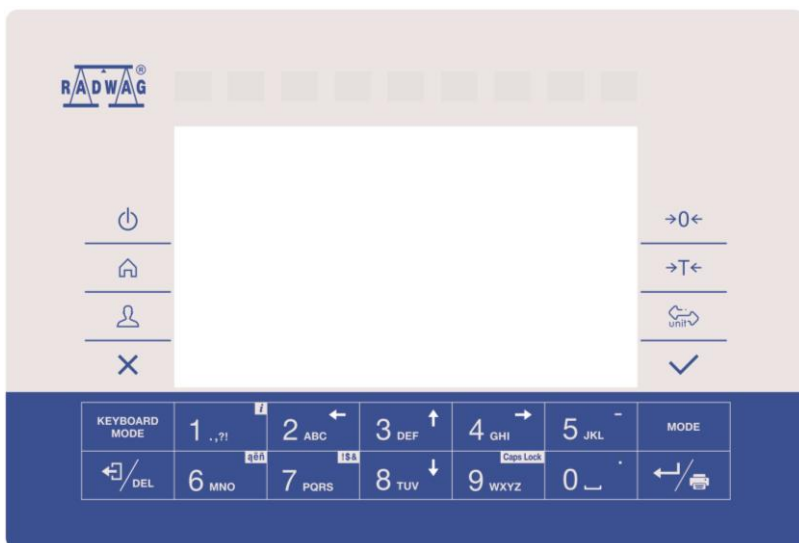 RADWAG®
→0←
→T←
unit
KEYBOARD MODE
1 .,?!
i
2 ABC
←
3 DEF
↑
4 GHI
→
5 JKL
-
MODE
DEL
6 MNO
ąêñ
7 PQRS
!$&
8 TUV
↓
9 WXYZ
Caps Lock
0
.